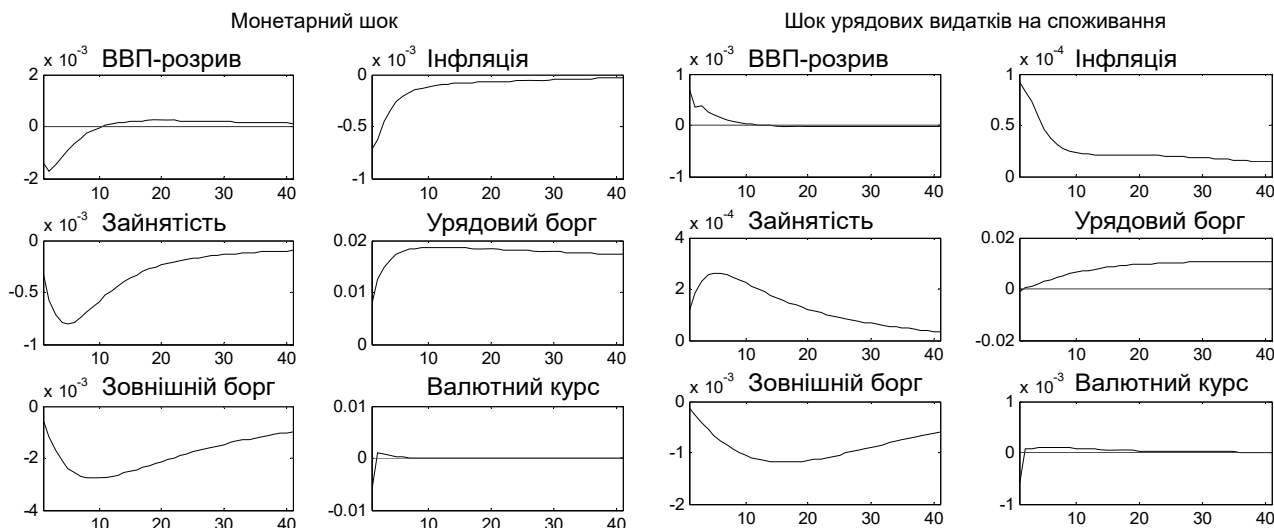 Монетарний шок
Шок урядових видатків на споживання
x 10⁻³ ВВП-розрив
2
0
-2
10 20 30 40
x 10⁻³ Інфляція
0
-0.5
-1
10 20 30 40
x 10⁻³ ВВП-розрив
1
0
-1
10 20 30 40
x 10⁻⁴ Інфляція
1
0.5
0
10 20 30 40
x 10⁻³ Зайнятість
0
-0.5
-1
10 20 30 40
Урядовий борг
0.02
0.01
0
10 20 30 40
x 10⁻⁴ Зайнятість
4
2
0
10 20 30 40
Урядовий борг
0.02
0
-0.02
10 20 30 40
x 10⁻³ Зовнішній борг
0
-2
-4
10 20 30 40
Валютний курс
0.01
0
-0.01
10 20 30 40
x 10⁻³ Зовнішній борг
0
-1
-2
10 20 30 40
x 10⁻³ Валютний курс
1
0
-1
10 20 30 40